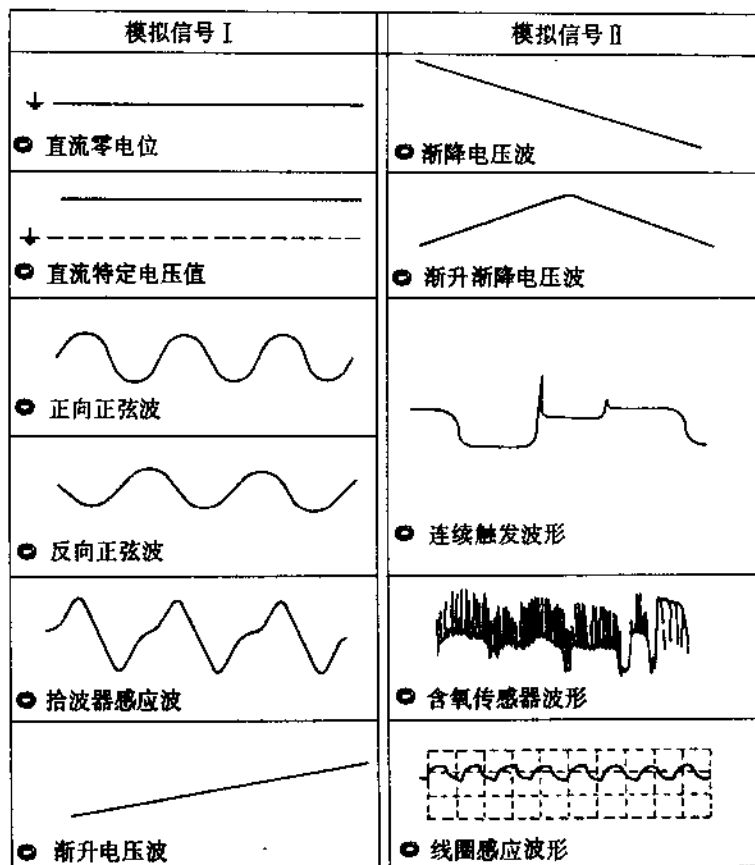 模拟信号Ⅰ
直流零电位
直流特定电压值
正向正弦波
反向正弦波
拾波器感应波
渐升电压波
模拟信号Ⅱ
渐降电压波
渐升渐降电压波
连续触发波形
含氧传感器波形
线圈感应波形